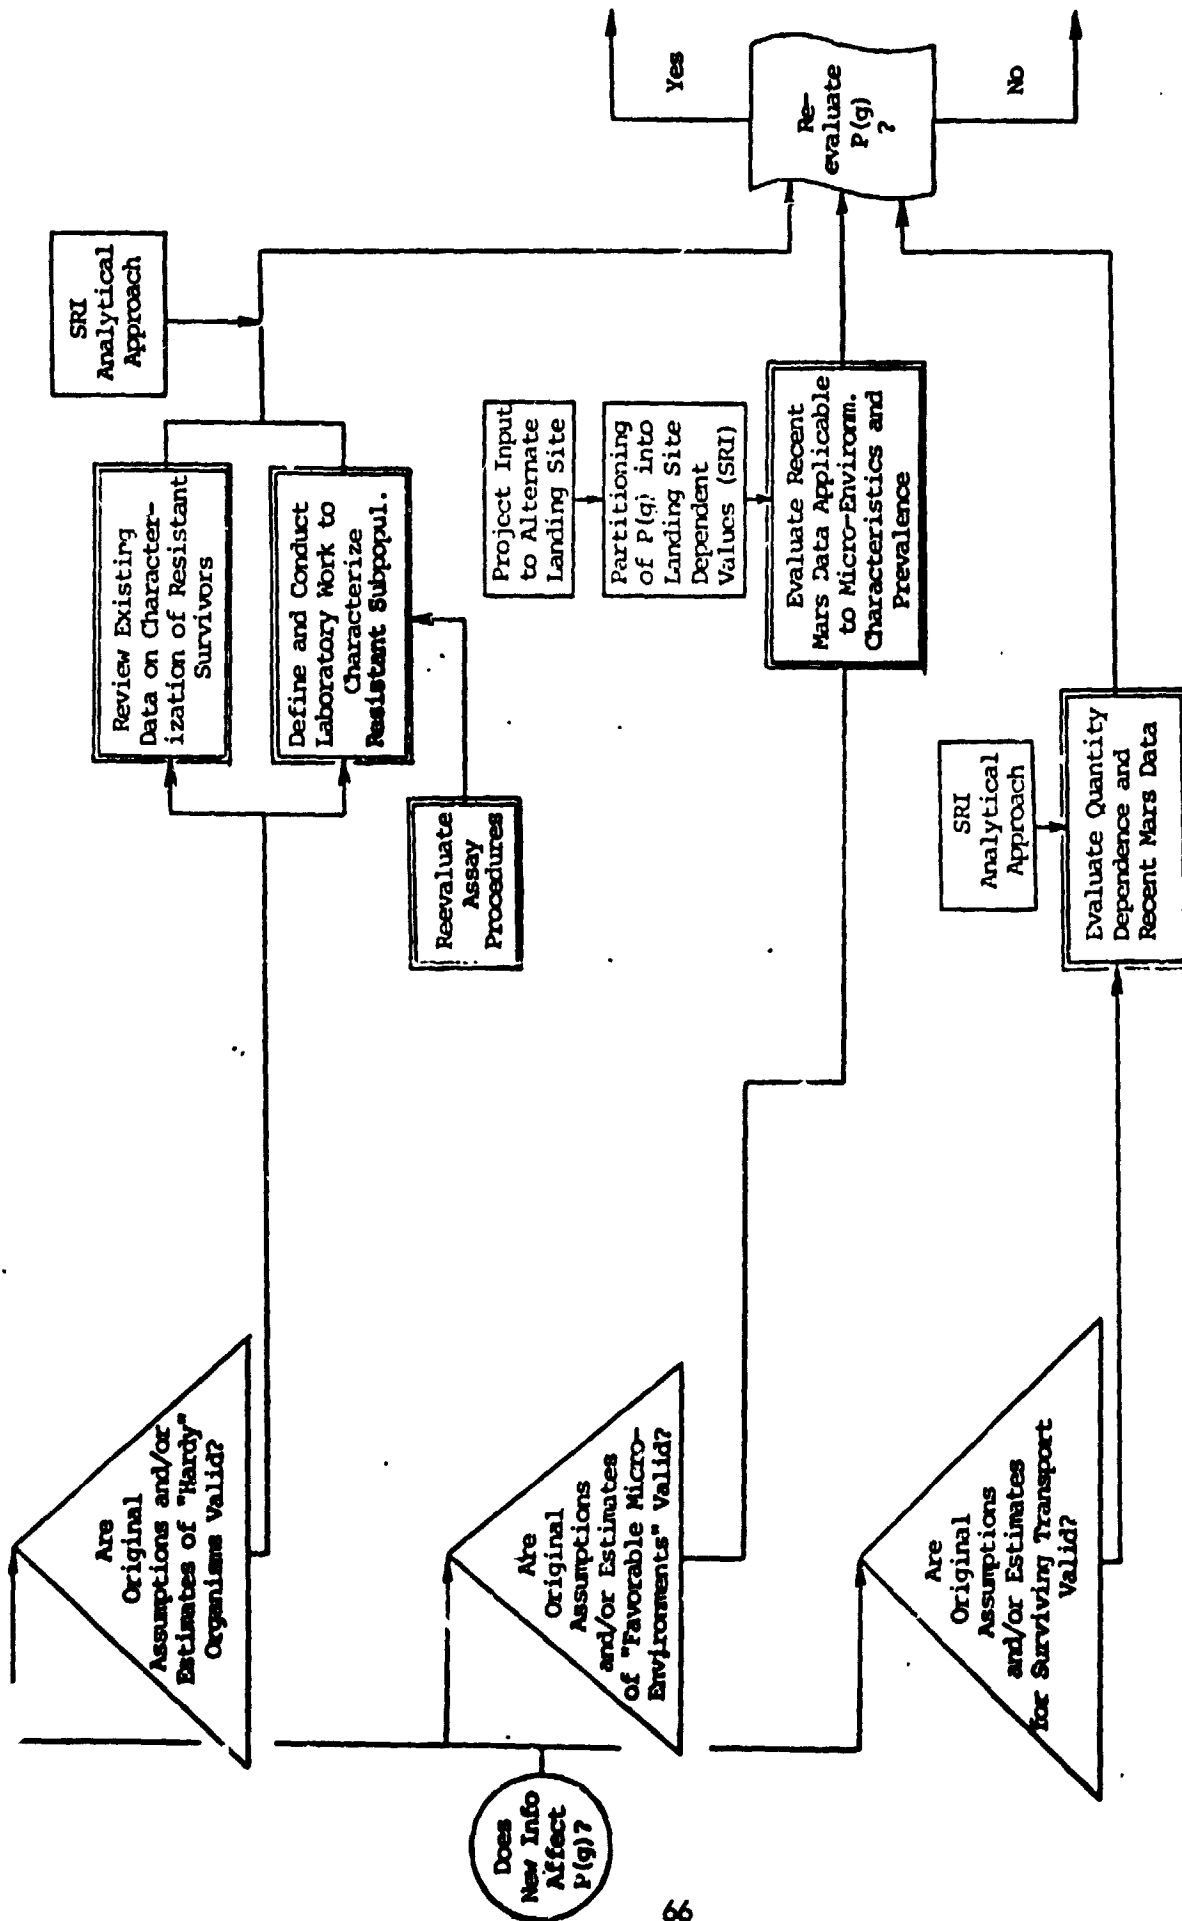 Does
New Info
Affect
P(g)?
Are
Original
Assumptions and/or
Estimates of "Hardy"
Organisms Valid?
Are
Original
Assumptions
and/or Estimates
of "Favorable Micro-
Environments" Valid?
Are
Original
Assumptions
and/or Estimates
for Surviving Transport
Valid?
Review Existing
Data on Character-
ization of Resistant
Survivors
Define and Conduct
Laboratory Work to
Characterize
Resistant Subpopul.
Reevaluate
Assay
Procedures
SRI
Analytical
Approach
Project Input
to Alternate
Landing Site
Partitioning
of P(g) into
Landing Site
Dependent
Values (SRI)
Evaluate Recent
Mars Data Applicable
to Micro-Environm.
Characteristics and
Prevalence
SRI
Analytical
Approach
Evaluate Quantity
Dependence and
Recent Mars Data
Re-
evaluate
P(g)
?
Yes
No
66